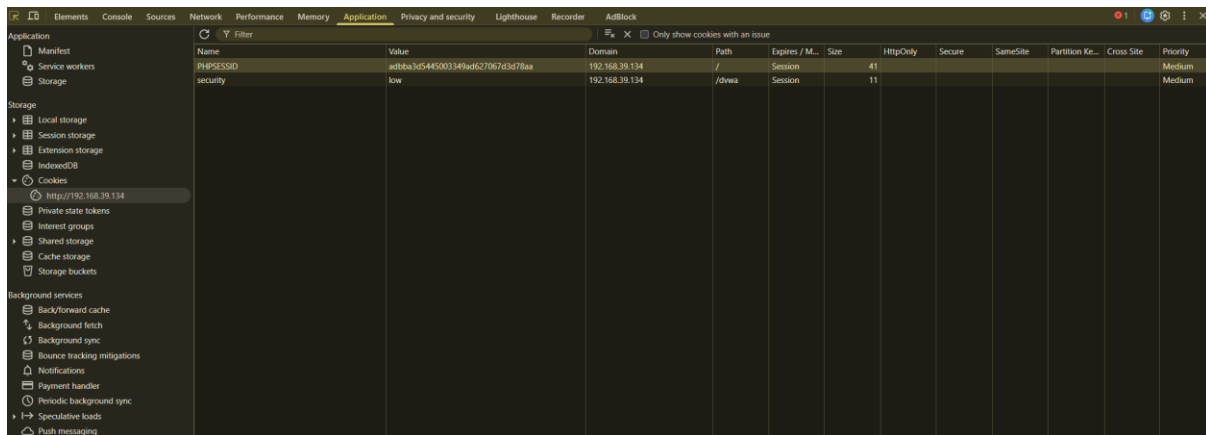 Elements Console Sources Network Performance Memory Application Privacy and security Lighthouse Recorder AdBlock 1
Application
Manifest
Service workers
Storage
Storage
Local storage
Session storage
Extension storage
IndexedDB
Cookies
http://192.168.39.134
Private state tokens
Interest groups
Shared storage
Cache storage
Storage buckets
Background services
Back/forward cache
Background fetch
Background sync
Bounce tracking mitigations
Notifications
Payment handler
Periodic background sync
Speculative loads
Push messaging
Filter Only show cookies with an issue
Name Value Domain Path Expires / M... Size HttpOnly Secure SameSite Partition Ke... Cross Site Priority
PHPSESSID adbba3d5445003349ad627067d3d78aa 192.168.39.134 / Session 41 Medium
security low 192.168.39.134 /dvwa Session 11 Medium